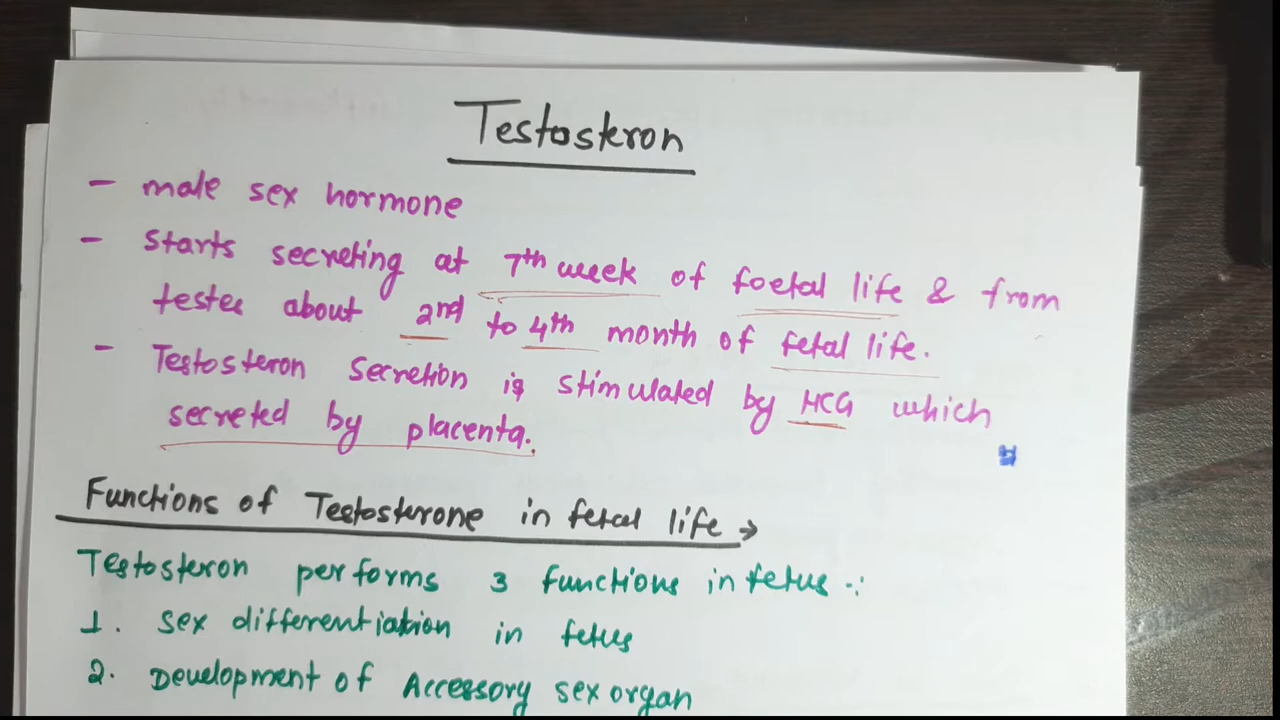 Testosteron
- male sex hormone
- Starts secreting at 7th week of foetal life & from
testes about 2nd to 4th month of fetal life.
- Testosteron secretion is stimulated by HCG which
secreted by placenta.
Functions of Testosterone in fetal life →
Testosteron performs 3 functions in fetus :
1. Sex differentiation in fetus
2. Development of Accessory sex organ